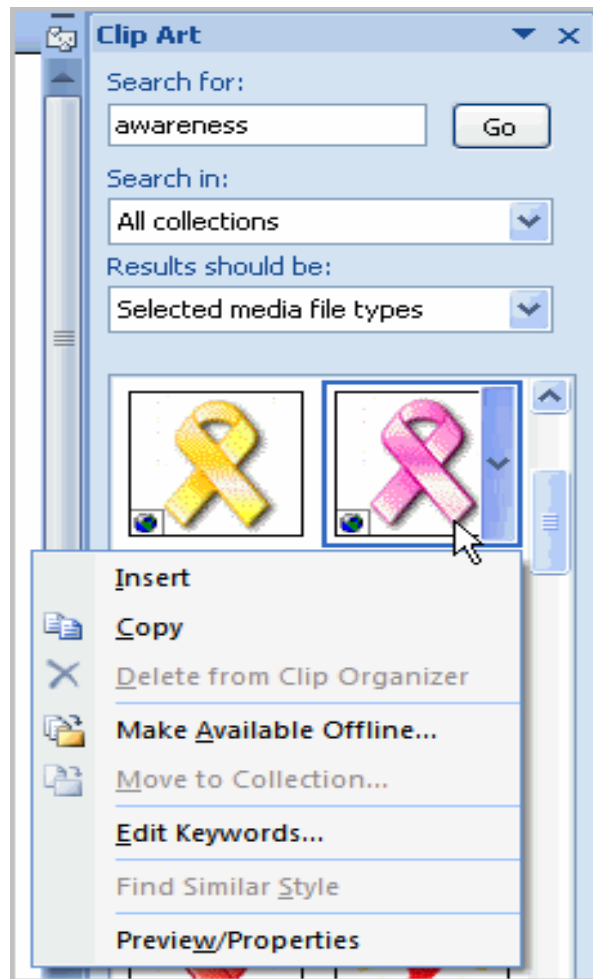 Clip Art
Search for:
awareness Go
Search in:
All collections
Results should be:
Selected media file types
Insert
Copy
Delete from Clip Organizer
Make Available Offline...
Move to Collection...
Edit Keywords...
Find Similar Style
Preview/Properties